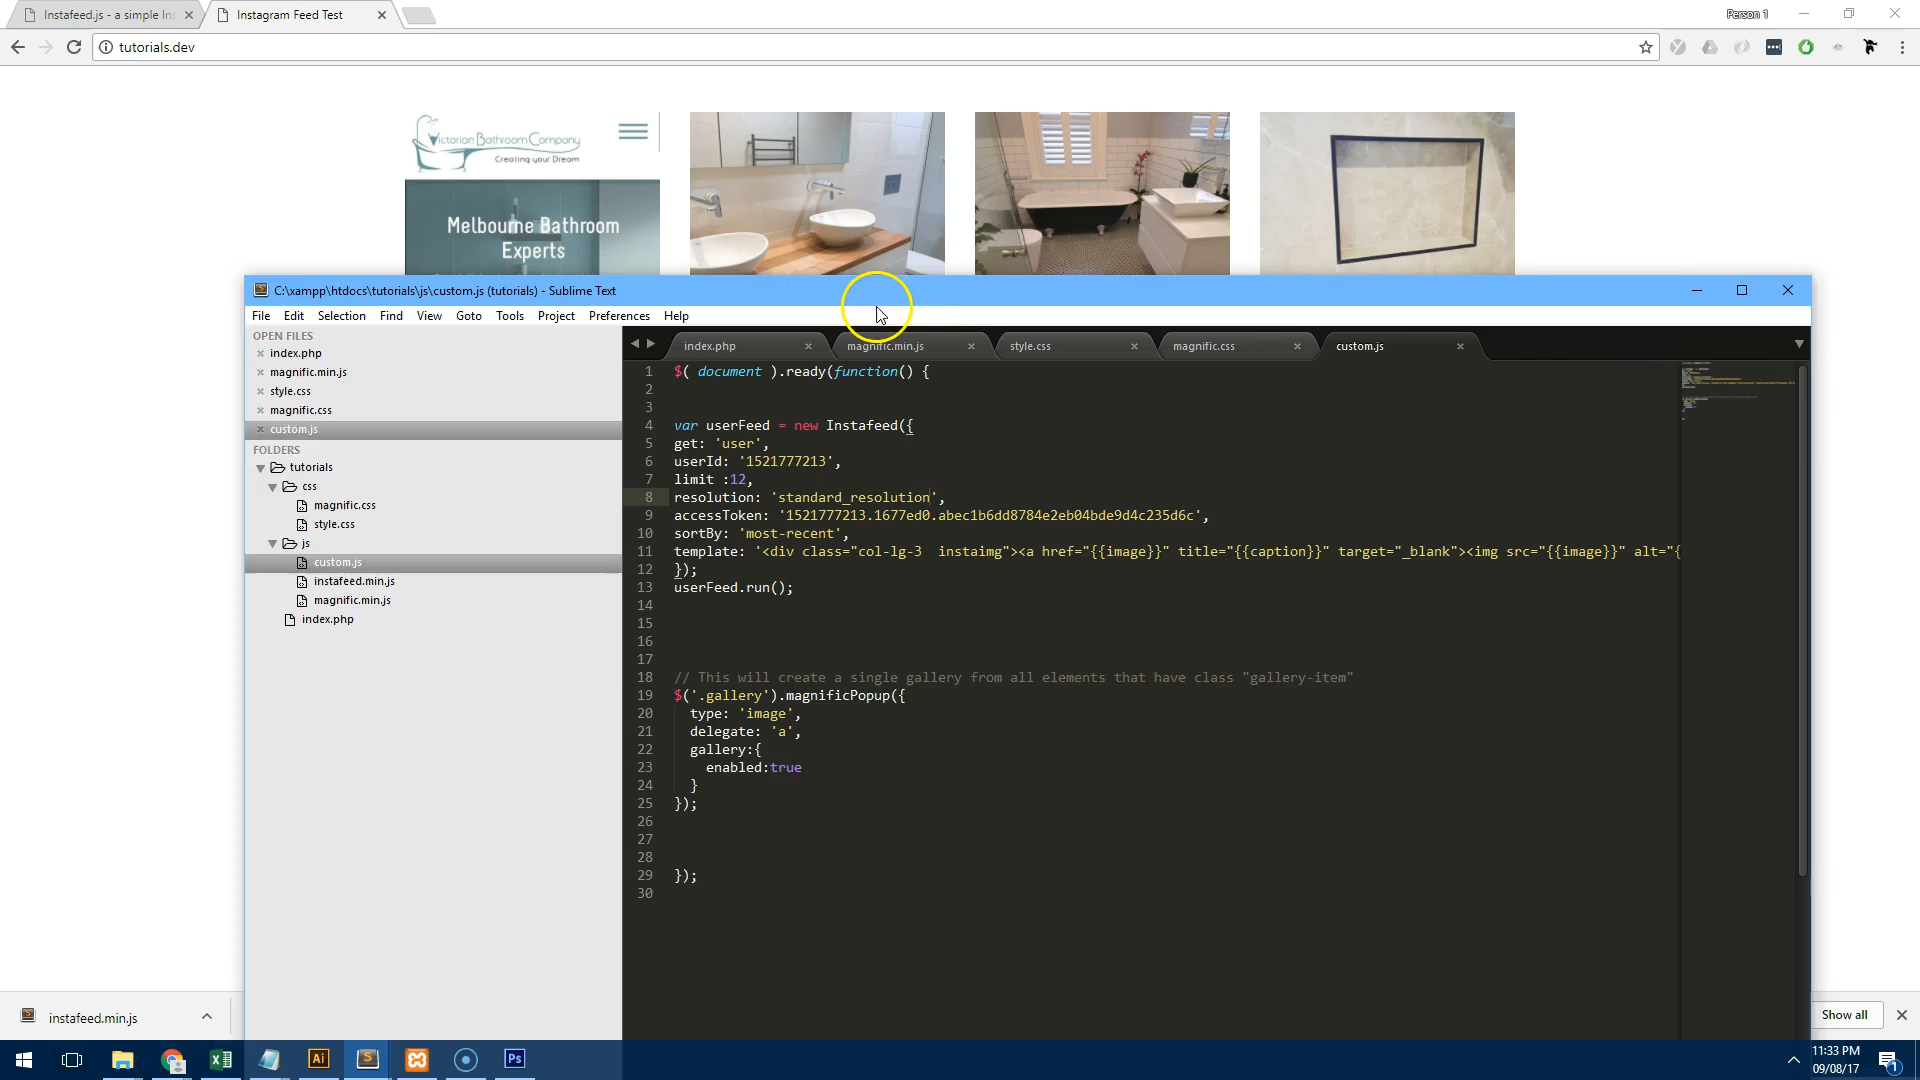 Instafeed.js - a simple Ins
Instagram Feed Test
Person 1
tutorials.dev
Victorian Bathroom Company
Creating your Dream
Melbourne Bathroom
Experts
C:\xampp\htdocs\tutorials\js\custom.js (tutorials) - Sublime Text
File Edit Selection Find View Goto Tools Project Preferences Help
OPEN FILES
index.php
magnific.min.js
style.css
magnific.css
custom.js
FOLDERS
tutorials
css
magnific.css
style.css
js
custom.js
instafeed.min.js
magnific.min.js
index.php
index.php magnific.min.js style.css magnific.css custom.js
1 $( document ).ready(function() {
2
3
4 var userFeed = new Instafeed({
5 get: 'user',
6 userId: '1521777213',
7 limit :12,
8 resolution: 'standard_resolution',
9 accessToken: '1521777213.1677ed0.abec1b6dd8784e2eb04bde9d4c235d6c',
10 sortBy: 'most-recent',
11 template: '<div class="col-lg-3  instaimg"><a href="{{image}}" title="{{caption}}" target="_blank"><img src="{{image}}" alt="{
12 });
13 userFeed.run();
14
15
16
17
18 // This will create a single gallery from all elements that have class "gallery-item"
19 $('.gallery').magnificPopup({
20 type: 'image',
21 delegate: 'a',
22 gallery:{
23 enabled:true
24 }
25 });
26
27
28
29 });
30
instafeed.min.js
Show all
Ai
Ps
11:33 PM
09/08/17
1